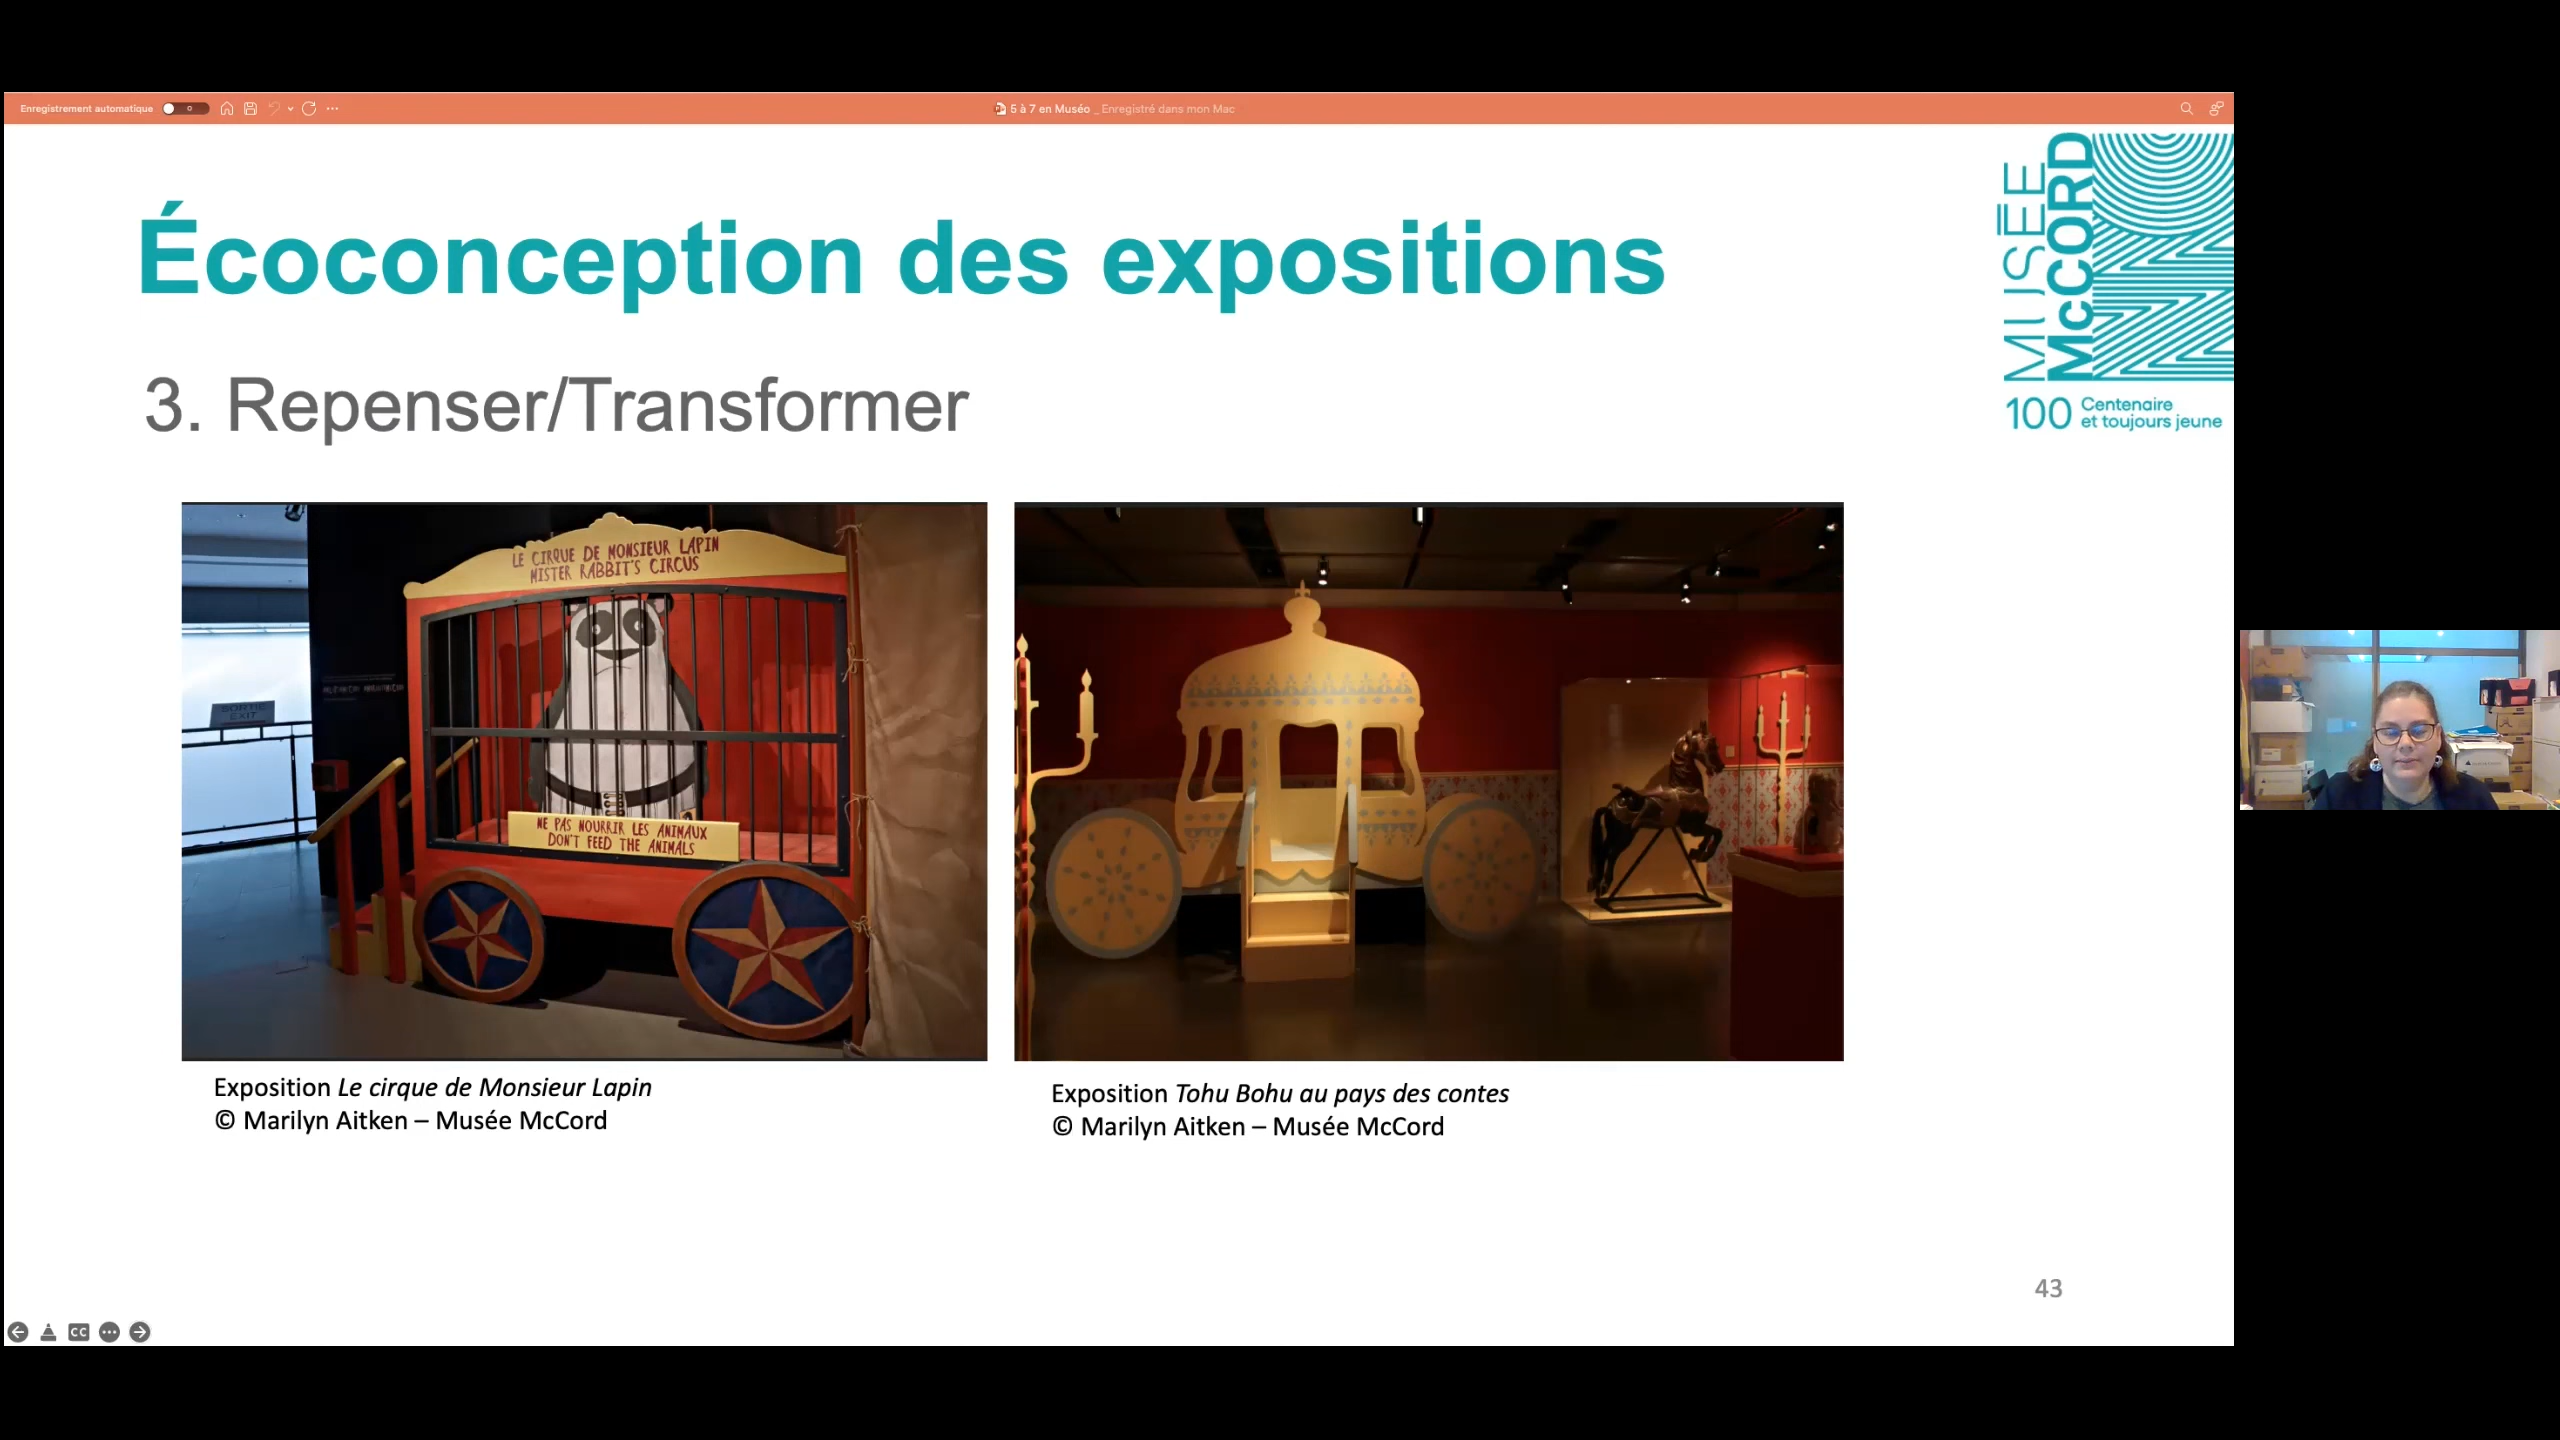 Enregistrement automatique
5 à 7 en Muséo _ Enregistré dans mon Mac
Écoconception des expositions
MUSÉE
McCORD
100 Centenaire
et toujours jeune
3. Repenser/Transformer
LE CIRQUE DE MONSIEUR LAPIN
MISTER RABBIT'S CIRCUS
SORTIE
EXIT
NE PAS NOURRIR LES ANIMAUX
DON'T FEED THE ANIMALS
Exposition Le cirque de Monsieur Lapin
© Marilyn Aitken – Musée McCord
Exposition Tohu Bohu au pays des contes
© Marilyn Aitken – Musée McCord
43
CC